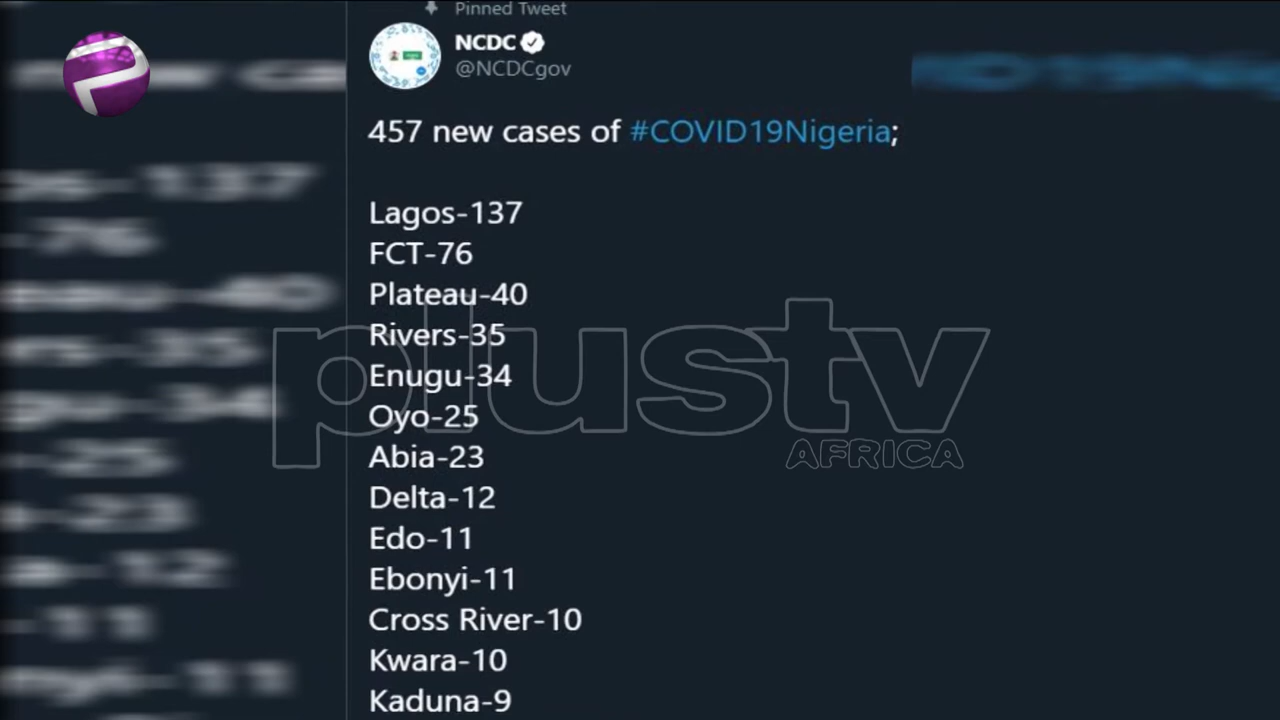 Pinned Tweet
NCDC
@NCDCgov
457 new cases of #COVID19Nigeria;
Lagos-137
FCT-76
Plateau-40
Rivers-35
Enugu-34
Oyo-25
Abia-23
Delta-12
Edo-11
Ebonyi-11
Cross River-10
Kwara-10
Kaduna-9
plustv
AFRICA